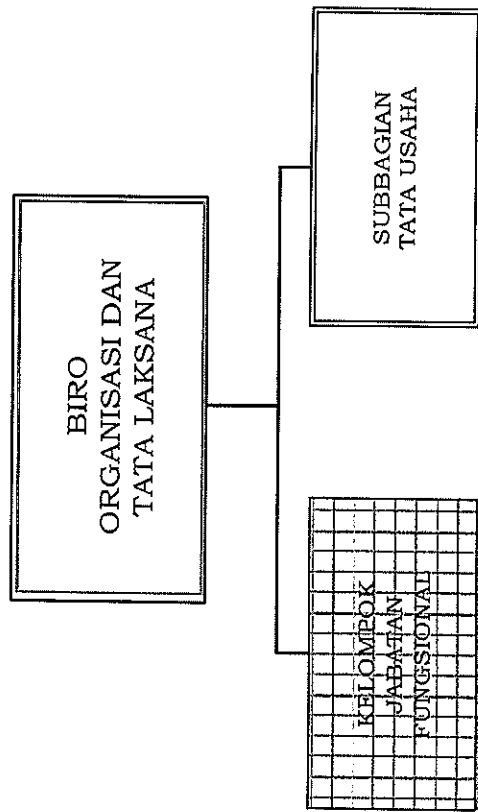 BIRO
ORGANISASI DAN
TATA LAKSANA
KELOMPOK
JABATAN
FUNGSIONAL
SUBBAGIAN
TATA USAHA